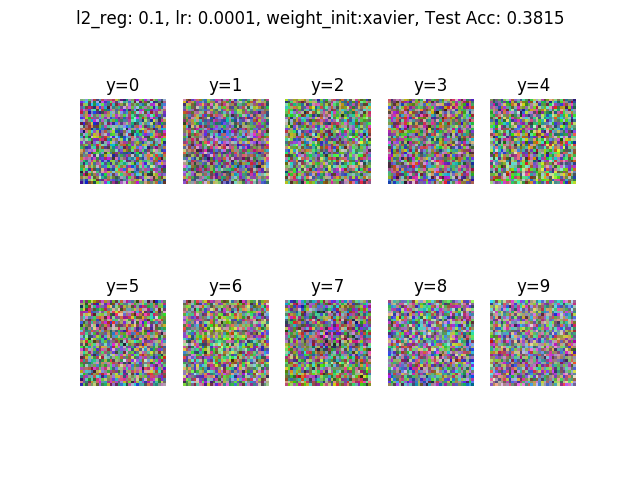 l2_reg: 0.1, lr: 0.0001, weight_init:xavier, Test Acc: 0.3815
y=0 y=1 y=2 y=3 y=4
y=5 y=6 y=7 y=8 y=9